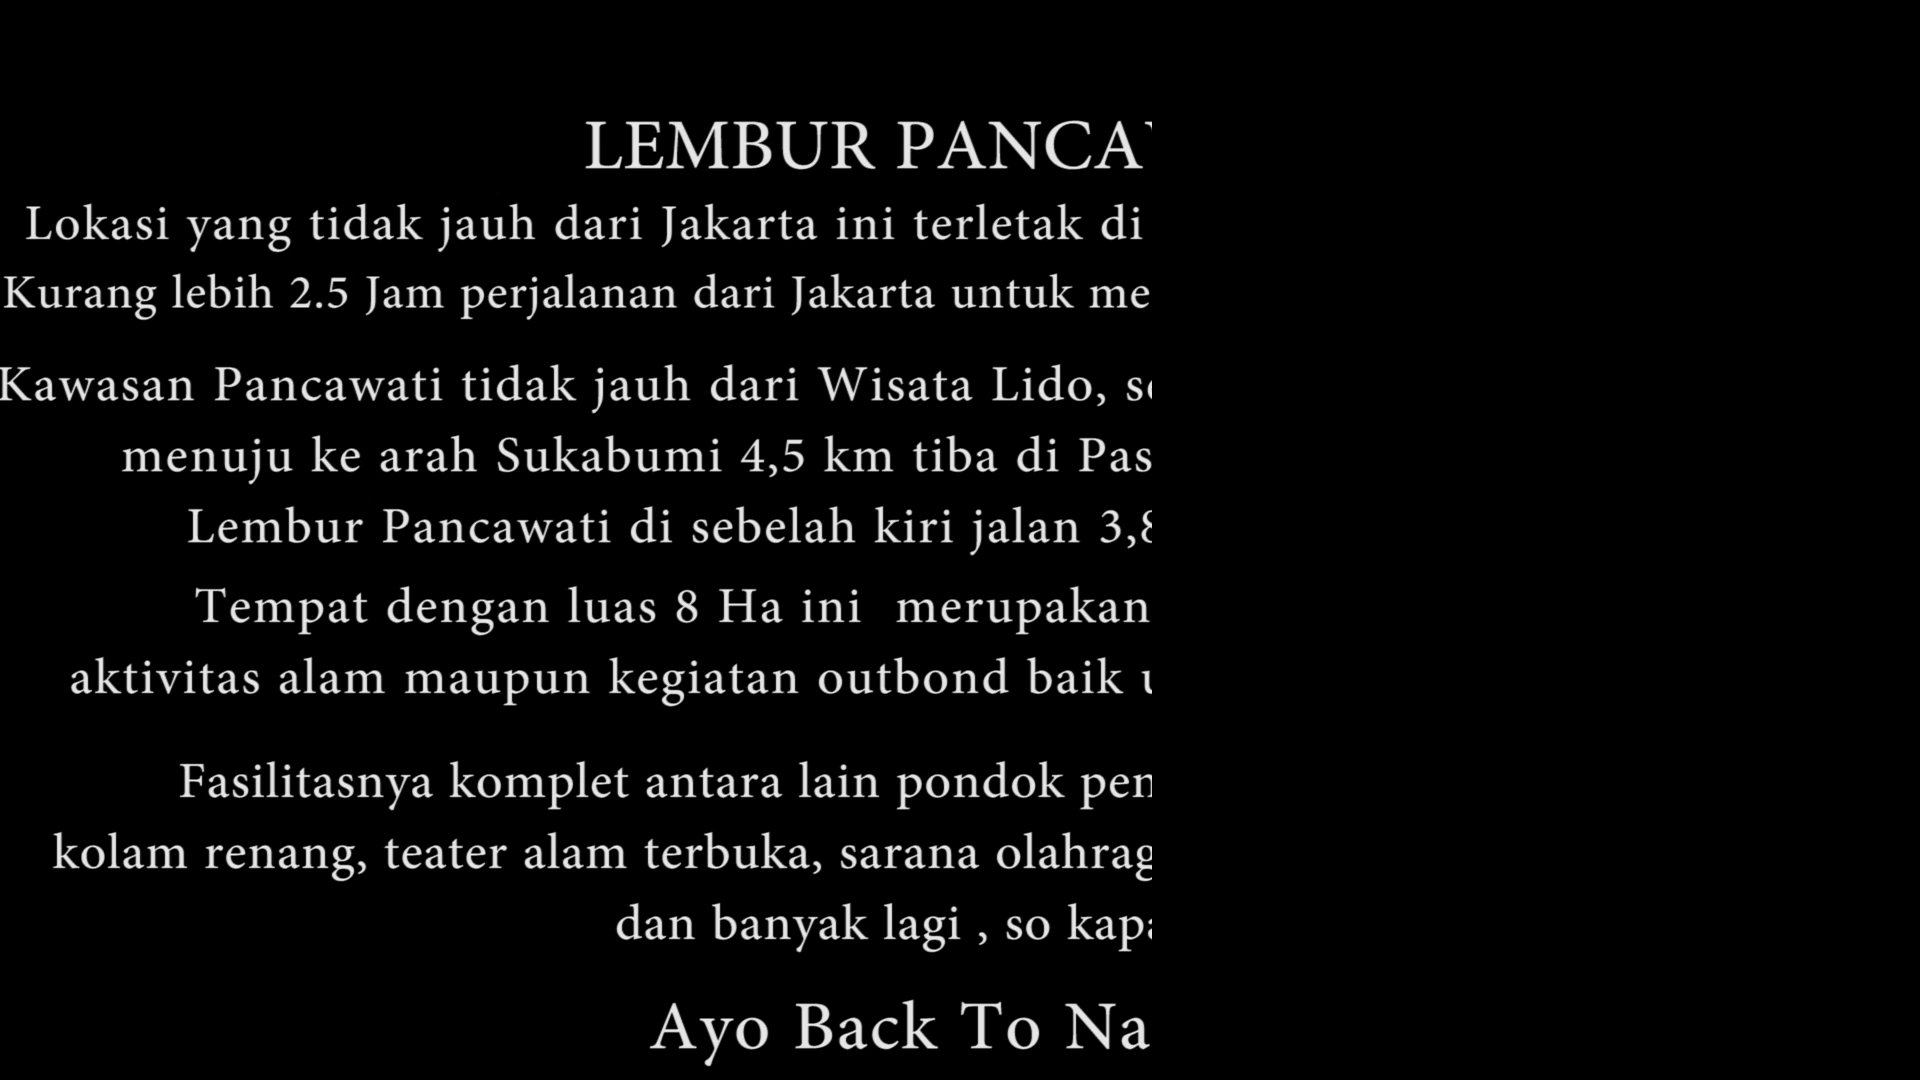 LEMBUR PANCA
Lokasi yang tidak jauh dari Jakarta ini terletak di
Kurang lebih 2.5 Jam perjalanan dari Jakarta untuk me
Kawasan Pancawati tidak jauh dari Wisata Lido, s
menuju ke arah Sukabumi 4,5 km tiba di Pas
Lembur Pancawati di sebelah kiri jalan 3,8
Tempat dengan luas 8 Ha ini merupakan
aktivitas alam maupun kegiatan outbond baik
Fasilitasnya komplet antara lain pondok pen
kolam renang, teater alam terbuka, sarana olahrag
dan banyak lagi , so kapa
Ayo Back To Na